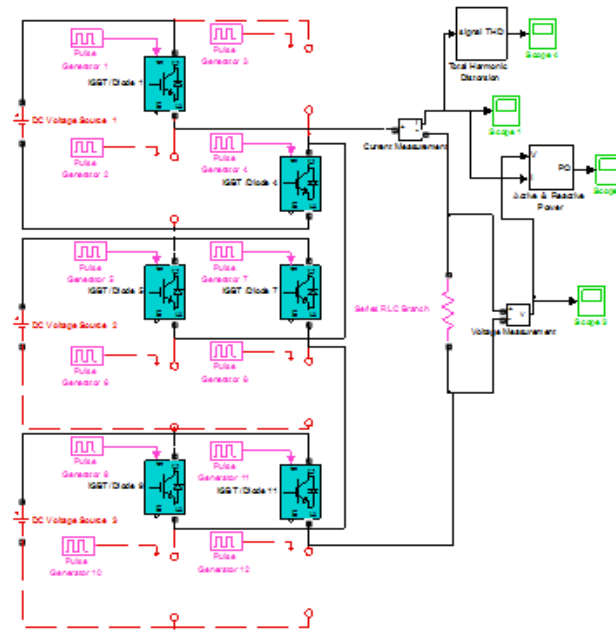 Pulse
Generator 1
IGBT /Diode 1
Pulse
Generator 3
signal THD
Total Harmonic
Distorsion
Scope 4
DC Voltage Source 1
Pulse
Generator 2
Pulse
Generator 4
IGBT /Diode 4
Current Measurement
Scope 1
V
I
PQ
Active & Reactive
Power
Scope
Pulse
Generator 5
IGBT /Diode 5
Pulse
Generator 7
IGBT /Diode 7
Series RLC Branch
DC Voltage Source 2
Pulse
Generator 6
Pulse
Generator 8
v
Voltage Measurement
Scope 3
Pulse
Generator 9
IGBT /Diode 9
Pulse
Generator 11
IGBT /Diode 11
DC Voltage Source 3
Pulse
Generator 10
Pulse
Generator 12